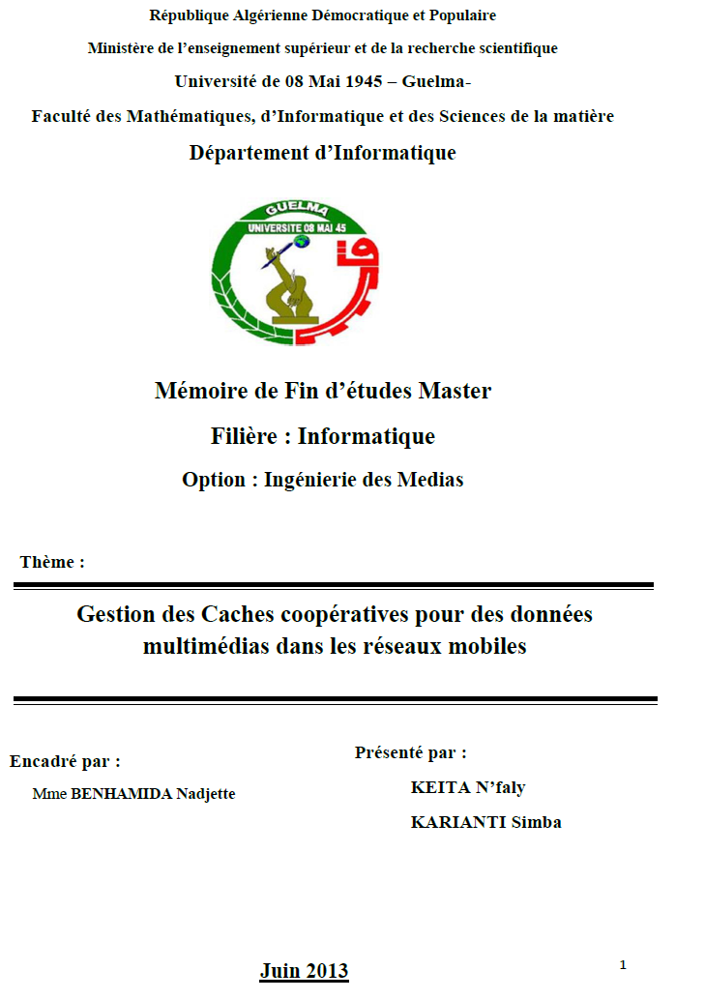 République Algérienne Démocratique et Populaire
Ministère de l’enseignement supérieur et de la recherche scientifique
Université de 08 Mai 1945 – Guelma-
Faculté des Mathématiques, d’Informatique et des Sciences de la matière
Département d’Informatique
GUELMA
UNIVERSITE 08 MAI 45
Mémoire de Fin d’études Master
Filière : Informatique
Option : Ingénierie des Medias
Thème :
Gestion des Caches coopératives pour des données
multimédias dans les réseaux mobiles
Encadré par :
Mme BENHAMIDA Nadjette
Présenté par :
KEITA N’faly
KARIANTI Simba
Juin 2013
1